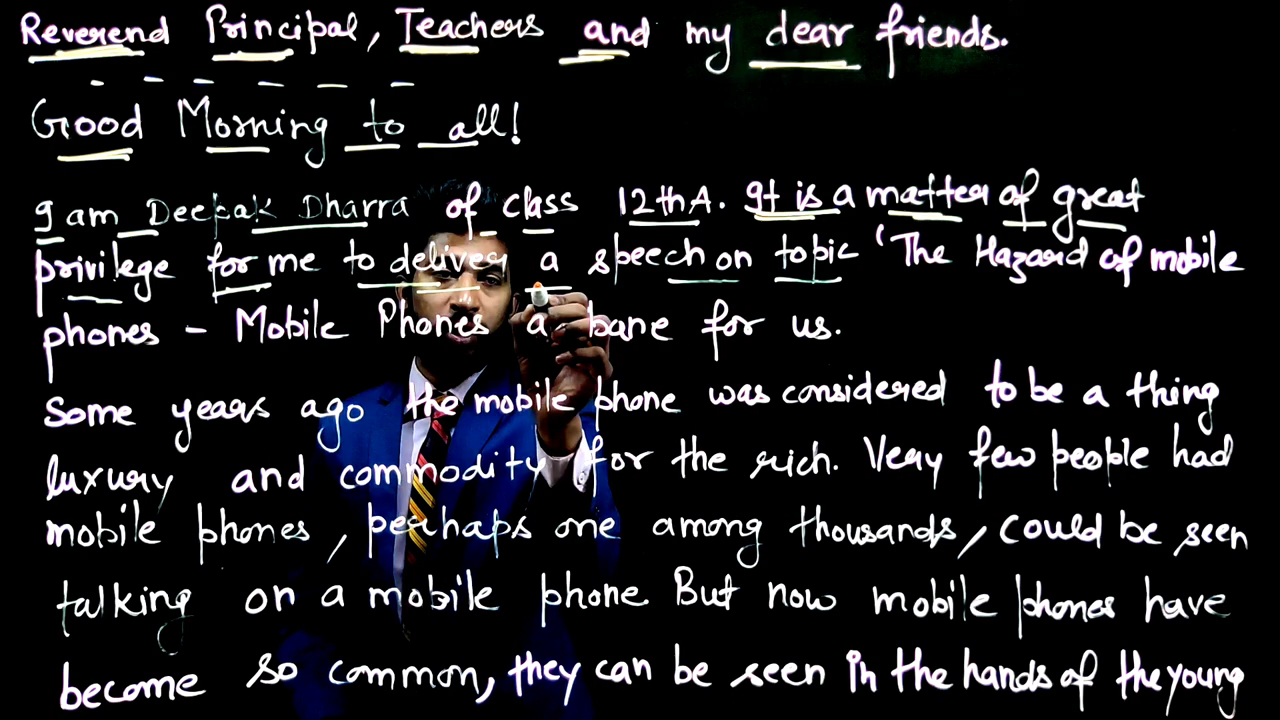 Reverend Principal, Teachers and my dear friends.
Good Morning to all!
I am Deepak Dharra of class 12th A. It is a matter of great
privilege for me to deliver a speech on topic 'The Hazard of mobile
phones - Mobile Phones a bane for us.
Some years ago the mobile phone was considered to be a thing
luxury and commodity for the rich. Very few people had
mobile phones, perhaps one among thousands, could be seen
talking on a mobile phone But now mobile phones have
become so common, they can be seen in the hands of the young